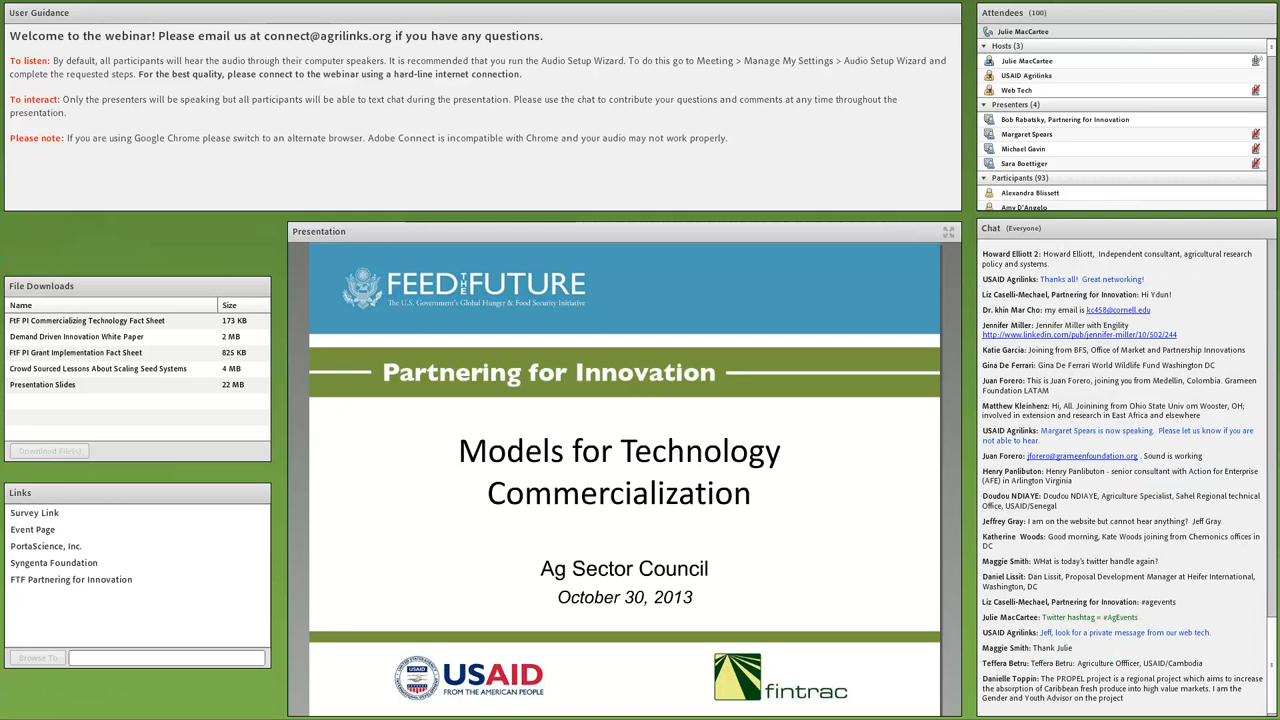 User Guidance
Welcome to the webinar! Please email us at connect@agrilinks.org if you have any questions.
To listen: By default, all participants will hear the audio through their computer speakers. It is recommended that you run the Audio Setup Wizard. To do this go to Meeting > Manage My Settings > Audio Setup Wizard and
complete the requested steps. For the best quality, please connect to the webinar using a hard-line internet connection.
To interact: Only the presenters will be speaking but all participants will be able to text chat during the presentation. Please use the chat to contribute your questions and comments at any time throughout the
presentation.
Please note: If you are using Google Chrome please switch to an alternate browser. Adobe Connect is incompatible with Chrome and your audio may not work properly.
File Downloads
Name Size
FtF PI Commercializing Technology Fact Sheet 173 KB
Demand Driven Innovation White Paper 2 MB
FtF PI Grant Implementation Fact Sheet 825 KB
Crowd Sourced Lessons About Scaling Seed Systems 4 MB
Presentation Slides 22 MB
Download File(s)
Links
Survey Link
Event Page
PortaScience, Inc.
Syngenta Foundation
FTF Partnering for Innovation
Browse To
Presentation
FEED THE FUTURE
The U.S. Government's Global Hunger & Food Security Initiative
Partnering for Innovation
Models for Technology
Commercialization
Ag Sector Council
October 30, 2013
USAID
FROM THE AMERICAN PEOPLE
fintrac
Attendees (100)
Julie MacCartee
Hosts (3)
Julie MacCartee
USAID Agrilinks
Web Tech
Presenters (4)
Bob Rabatsky, Partnering for Innovation
Margaret Spears
Michael Gavin
Sara Boettiger
Participants (93)
Alexandra Blissett
Amy D'Angelo
Chat (Everyone)
Howard Elliott 2: Howard Elliott, Independent consultant, agricultural research
policy and systems.
USAID Agrilinks: Thanks all! Great networking!
Liz Caselli-Mechael, Partnering for Innovation: Hi Ydun!
Dr. khin Mar Cho: my email is kc458@cornell.edu
Jennifer Miller: Jennifer Miller with Engility
http://www.linkedin.com/pub/jennifer-miller/10/502/244
Katie Garcia: Joining from BFS, Office of Market and Partnership Innovations
Gina De Ferrari: Gina De Ferrari World Wildlife Fund Washington DC
Juan Forero: This is Juan Forero, joining you from Medellin, Colombia. Grameen
Foundation LATAM
Matthew Kleinhenz: Hi, All. Joinining from Ohio State Univ om Wooster, OH;
involved in extension and research in East Africa and elsewhere
USAID Agrilinks: Margaret Spears is now speaking. Please let us know if you are
not able to hear.
Juan Forero: jforero@grameenfoundation.org . Sound is working
Henry Panlibuton: Henry Panlibuton - senior consultant with Action for Enterprise
(AFE) in Arlington Virginia
Doudou NDIAYE: Doudou NDIAYE, Agriculture Specialist, Sahel Regional technical
Office, USAID/Senegal
Jeffrey Gray: I am on the website but cannot hear anything? Jeff Gray
Katherine Woods: Good morning, Kate Woods joining from Chemonics offices in
DC
Maggie Smith: WHat is today's twitter handle again?
Daniel Lissit: Dan Lissit, Proposal Development Manager at Heifer International,
Washington, DC
Liz Caselli-Mechael, Partnering for Innovation: #agevents
Julie MacCartee: Twitter hashtag = #AgEvents
USAID Agrilinks: Jeff, look for a private message from our web tech.
Maggie Smith: Thank Julie
Teffera Betru: Teffera Betru: Agriculture Offficer, USAID/Cambodia
Danielle Toppin: The PROPEL project is a regional project which aims to increase
the absorption of Caribbean fresh produce into high value markets. I am the
Gender and Youth Advisor on the project